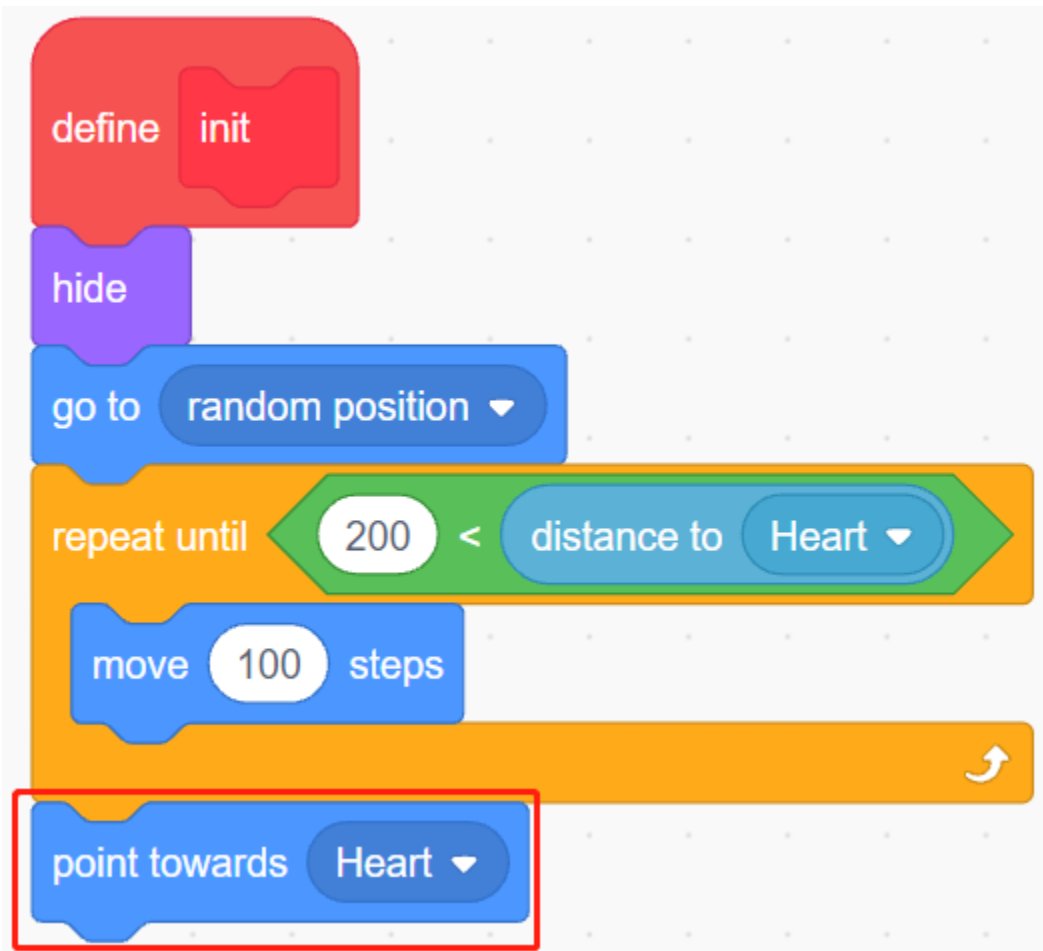 define init
hide
go to random position
repeat until 200 < distance to Heart
move 100 steps
point towards Heart